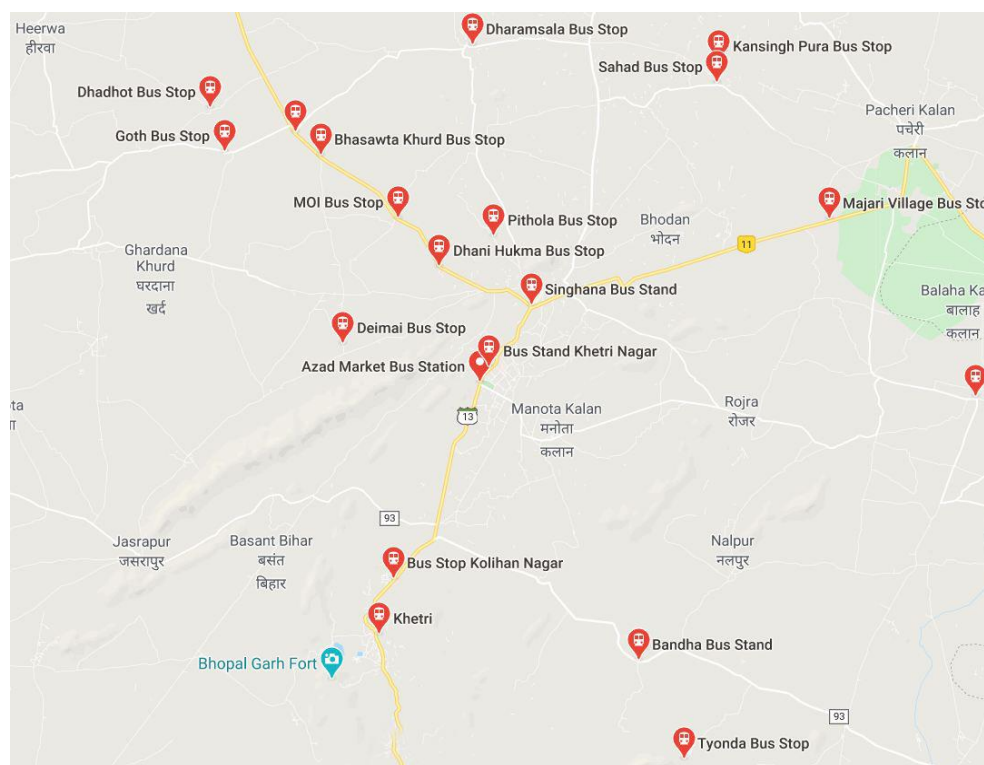 Heerwa
हीरवा
Dharamsala Bus Stop
Kansingh Pura Bus Stop
Sahad Bus Stop
Dhadhot Bus Stop
Pacheri Kalan
पचेरी
कलान
Goth Bus Stop
Bhasawta Khurd Bus Stop
MOI Bus Stop
Majari Village Bus Sto
Pithola Bus Stop
Bhodan
भोदन
11
Dhani Hukma Bus Stop
Ghardana
Khurd
घरदाना
खर्द
Singhana Bus Stand
Balaha Ka
बालाह
कलान
Deimai Bus Stop
Bus Stand Khetri Nagar
Azad Market Bus Station
ota
13
Manota Kalan
मनोता
कलान
Rojra
रोजर
93
Jasrapur
जसरापुर
Basant Bihar
बसंत
बिहार
Nalpur
नलपुर
Bus Stop Kolihan Nagar
Khetri
Bandha Bus Stand
Bhopal Garh Fort
93
Tyonda Bus Stop